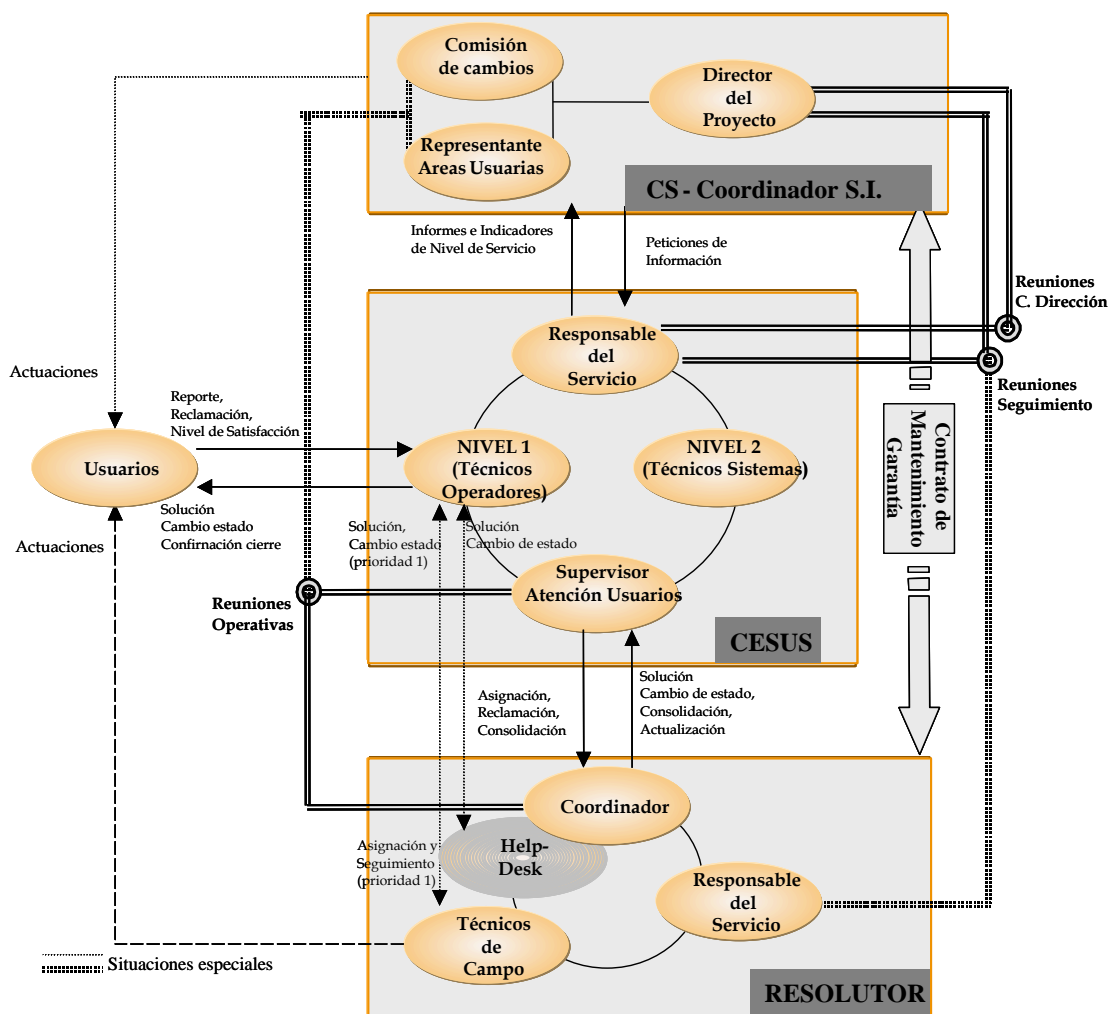 Comisión
de cambios
Director
del
Proyecto
Representante
Areas Usuarias
CS - Coordinador S.I.
Informes e Indicadores
de Nivel de Servicio
Peticiones de
Información
Reuniones
C. Dirección
Reuniones
Seguimiento
Responsable
del
Servicio
Actuaciones
Reporte,
Reclamación,
Nivel de Satisfacción
Usuarios
NIVEL 1
(Técnicos
Operadores)
NIVEL 2
(Técnicos Sistemas)
Contrato de
Mantenimiento
Garantía
Solución
Cambio estado
Confirnación cierre
Actuaciones
Solución,
Cambio estado
(prioridad 1)
Solución
Cambio de estado
Supervisor
Atención Usuarios
Reuniones
Operativas
CESUS
Asignación,
Reclamación,
Consolidación
Solución
Cambio de estado,
Consolidación,
Actualización
Coordinador
Help-
Desk
Asignación y
Seguimiento
(prioridad 1)
Responsable
del
Servicio
Técnicos
de
Campo
Situaciones especiales
RESOLUTOR